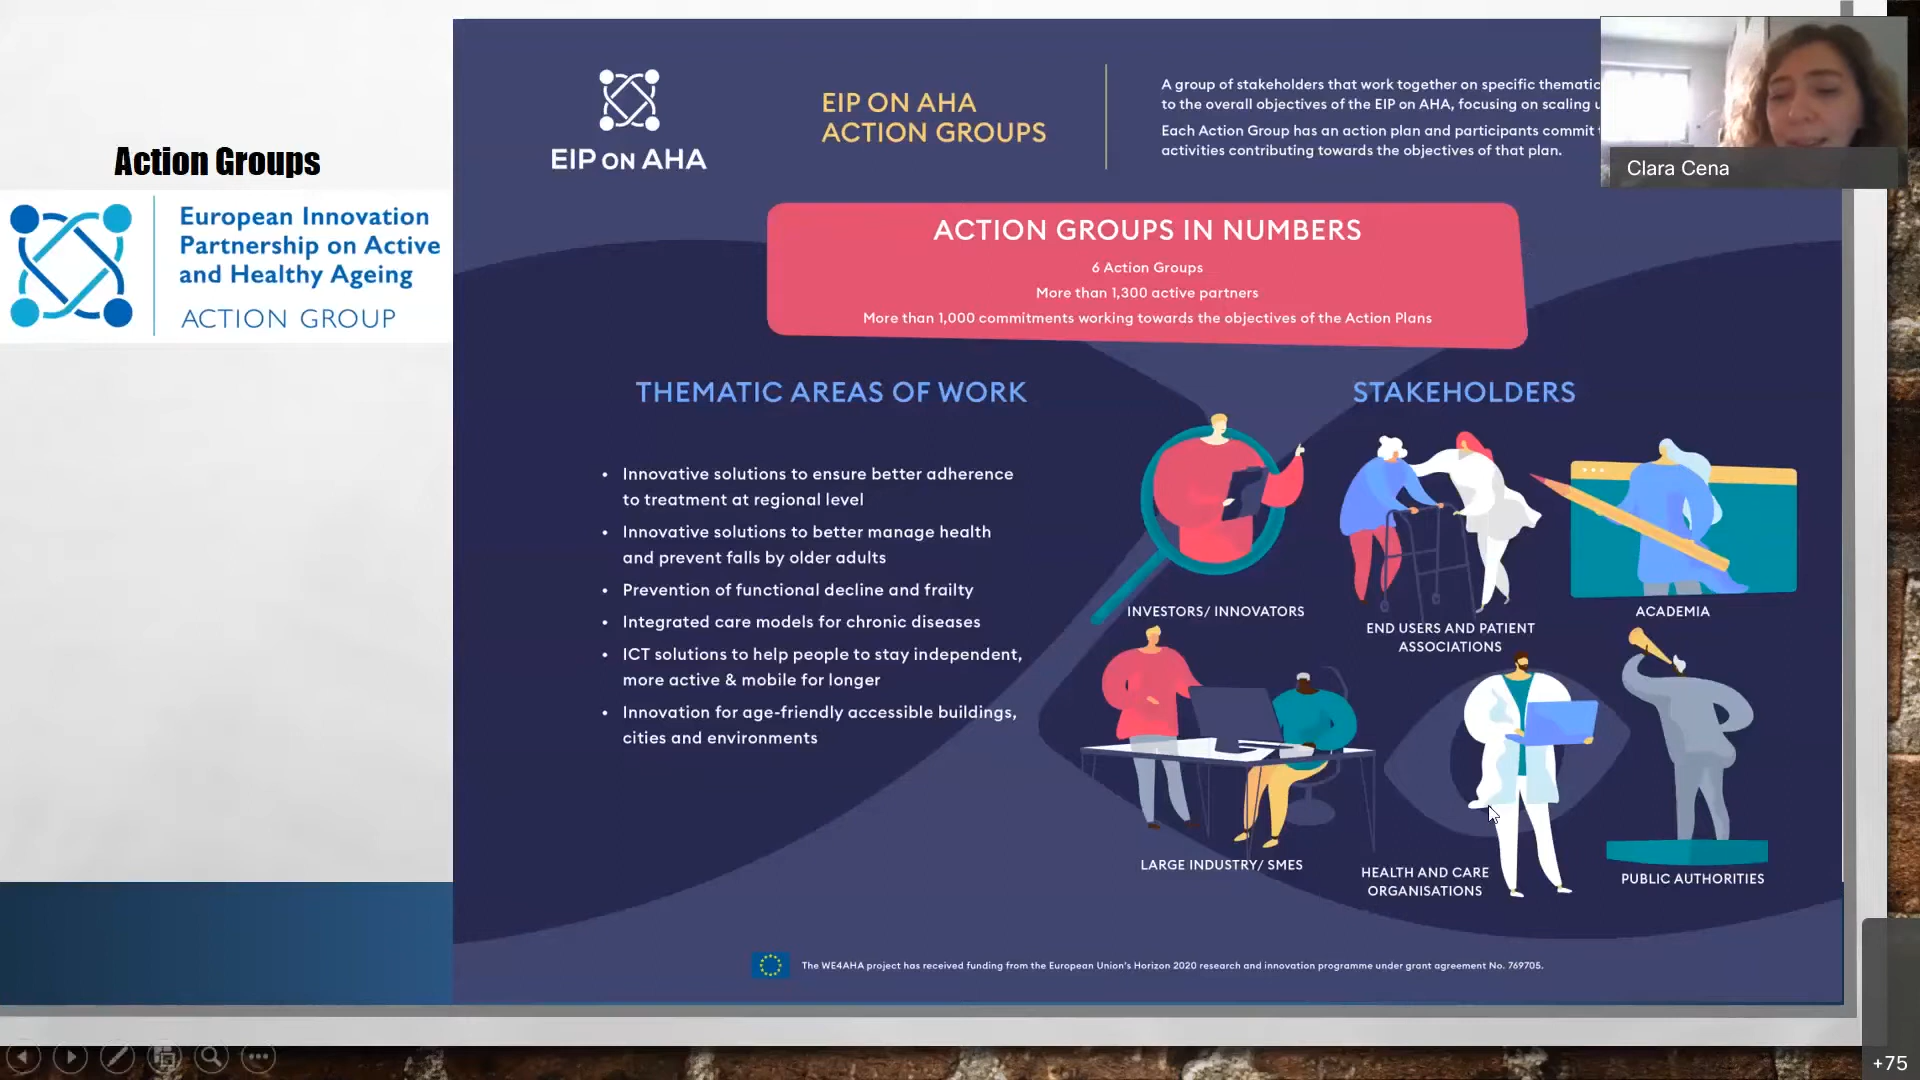 Action Groups
European Innovation
Partnership on Active
and Healthy Ageing
ACTION GROUP
EIP ON AHA
EIP ON AHA
ACTION GROUPS
A group of stakeholders that work together on specific thematic
to the overall objectives of the EIP on AHA, focusing on scaling
Each Action Group has an action plan and participants commit
activities contributing towards the objectives of that plan.
Clara Cena
ACTION GROUPS IN NUMBERS
6 Action Groups
More than 1,300 active partners
More than 1,000 commitments working towards the objectives of the Action Plans
THEMATIC AREAS OF WORK
• Innovative solutions to ensure better adherence
to treatment at regional level
• Innovative solutions to better manage health
and prevent falls by older adults
• Prevention of functional decline and frailty
• Integrated care models for chronic diseases
• ICT solutions to help people to stay independent,
more active & mobile for longer
• Innovation for age-friendly accessible buildings,
cities and environments
STAKEHOLDERS
INVESTORS/ INNOVATORS
END USERS AND PATIENT
ASSOCIATIONS
ACADEMIA
LARGE INDUSTRY/ SMES
HEALTH AND CARE
ORGANISATIONS
PUBLIC AUTHORITIES
The WE4AHA project has received funding from the European Union's Horizon 2020 research and innovation programme under grant agreement No. 769705.
+75